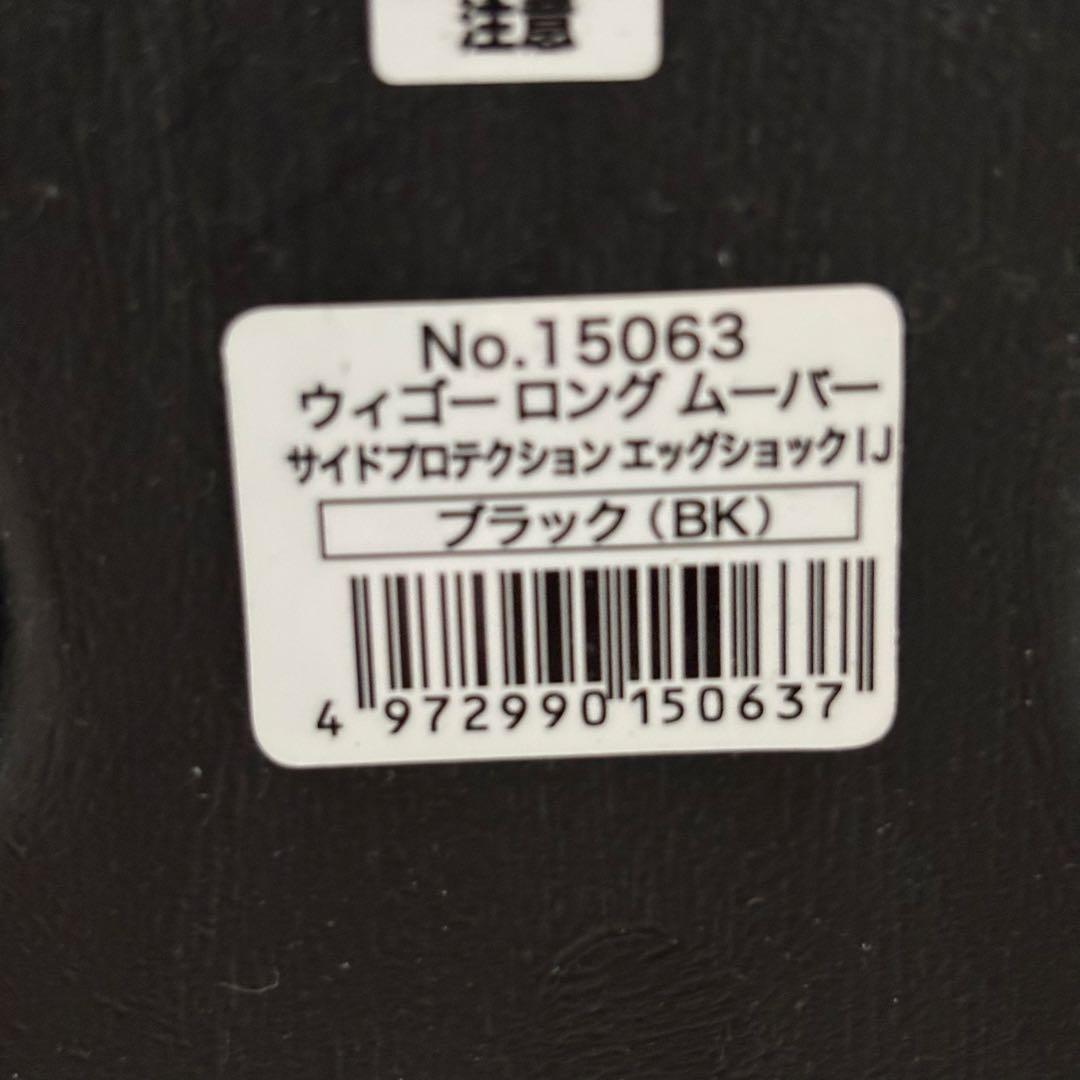 注意
No.15063
ウィゴー ロング ムーバー
サイドプロテクション エッグショックIJ
ブラック(BK)
4 972990 150637